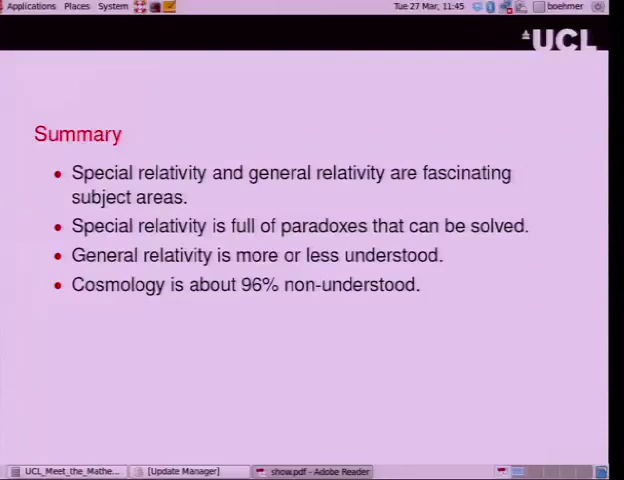 Applications Places System Tue 27 Mar, 11:45 boehmer
UCL
Summary
• Special relativity and general relativity are fascinating
subject areas.
• Special relativity is full of paradoxes that can be solved.
• General relativity is more or less understood.
• Cosmology is about 96% non-understood.
UCL_Meet_the_Mathe... [Update Manager] show.pdf - Adobe Reader